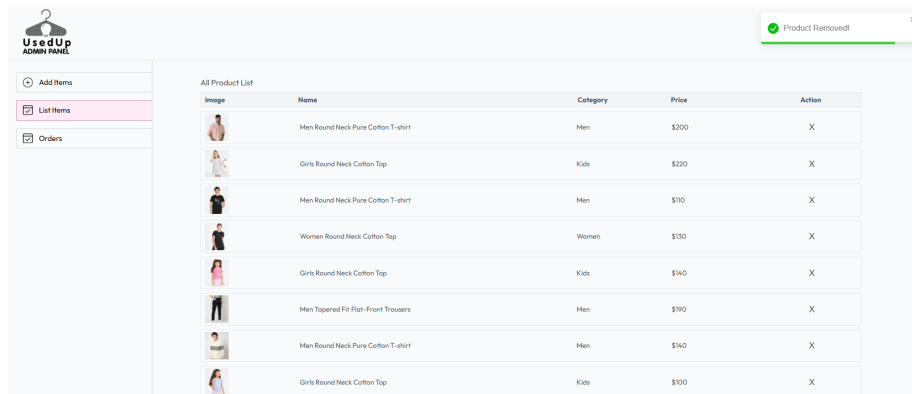 UsedUp
ADMIN PANEL
Product Removed!
Add Items
List Items
Orders
All Product List
Image Name Category Price Action
Men Round Neck Pure Cotton T-shirt Men $200 X
Girls Round Neck Cotton Top Kids $220 X
Men Round Neck Pure Cotton T-shirt Men $110 X
Women Round Neck Cotton Top Women $130 X
Girls Round Neck Cotton Top Kids $140 X
Men Tapered Fit Flat-Front Trousers Men $190 X
Men Round Neck Pure Cotton T-shirt Men $140 X
Girls Round Neck Cotton Top Kids $100 X